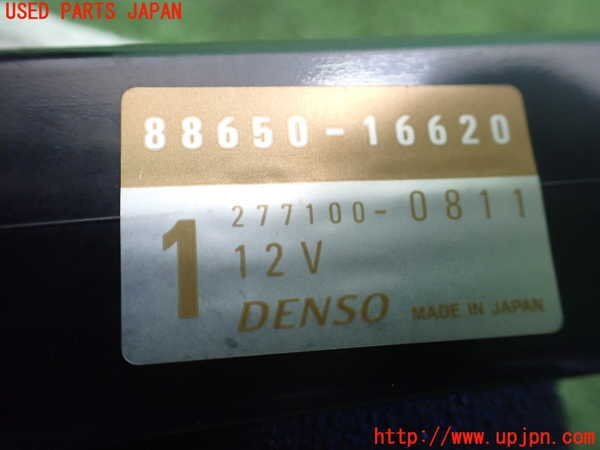 USED PARTS JAPAN
88650-16620
277100-0811
1
12V
DENSO MADE IN JAPAN
http://www.upjpn.com